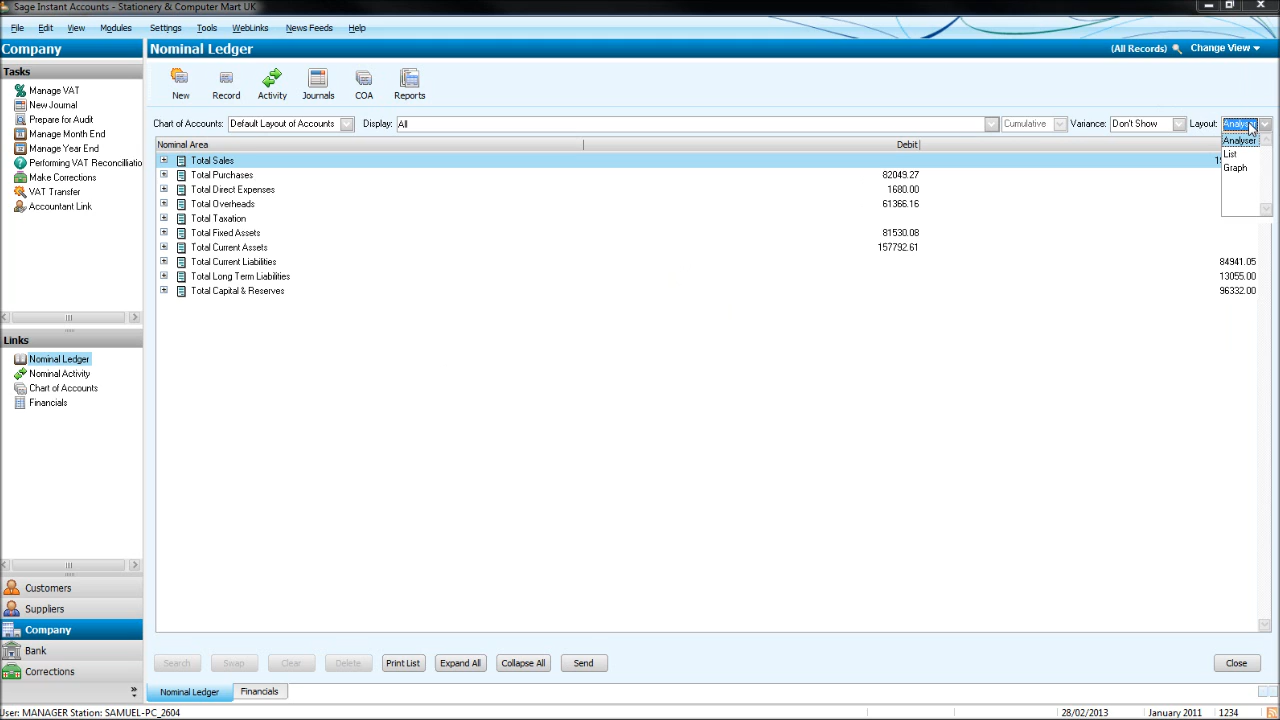 Sage Instant Accounts - Stationery & Computer Mart UK
File Edit View Modules Settings Tools WebLinks News Feeds Help
Company
Nominal Ledger
(All Records) Change View
Tasks
Manage VAT
New Journal
Prepare for Audit
Manage Month End
Manage Year End
Performing VAT Reconciliatio
Make Corrections
VAT Transfer
Accountant Link
New Record Activity Journals COA Reports
Chart of Accounts: Default Layout of Accounts Display: All Cumulative Variance: Don't Show Layout: Analyser
Analyser
List
Graph
Nominal Area Debit
Total Sales
Total Purchases 82049.27
Total Direct Expenses 1680.00
Total Overheads 61366.16
Total Taxation
Total Fixed Assets 81530.08
Total Current Assets 157792.61
Total Current Liabilities 84941.05
Total Long Term Liabilities 13055.00
Total Capital & Reserves 96332.00
Links
Nominal Ledger
Nominal Activity
Chart of Accounts
Financials
Customers
Suppliers
Company
Bank
Corrections
Search Swap Clear Delete Print List Expand All Collapse All Send Close
Nominal Ledger Financials
User: MANAGER Station: SAMUEL-PC_2604 28/02/2013 January 2011 1234